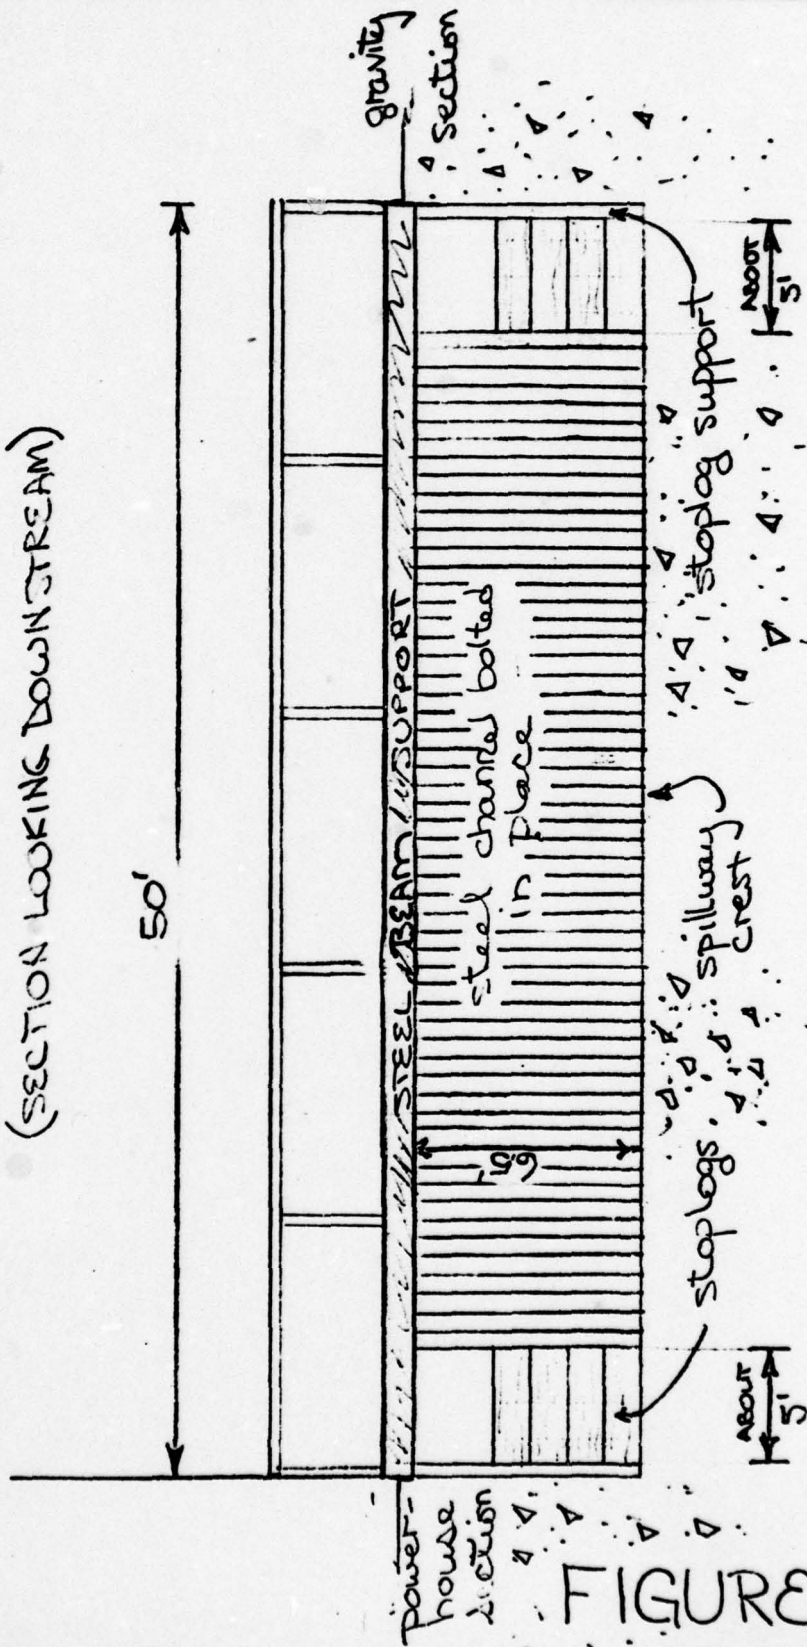 (SECTION LOOKING DOWNSTREAM)
50'
gravity
section
STEEL BEAM SUPPORT
steel channel bolted
in place
6.5'
power-
house
section
stoplogs
spillway
crest
stoplog support
ABOUT
5'
ABOUT
5'
FIGURE